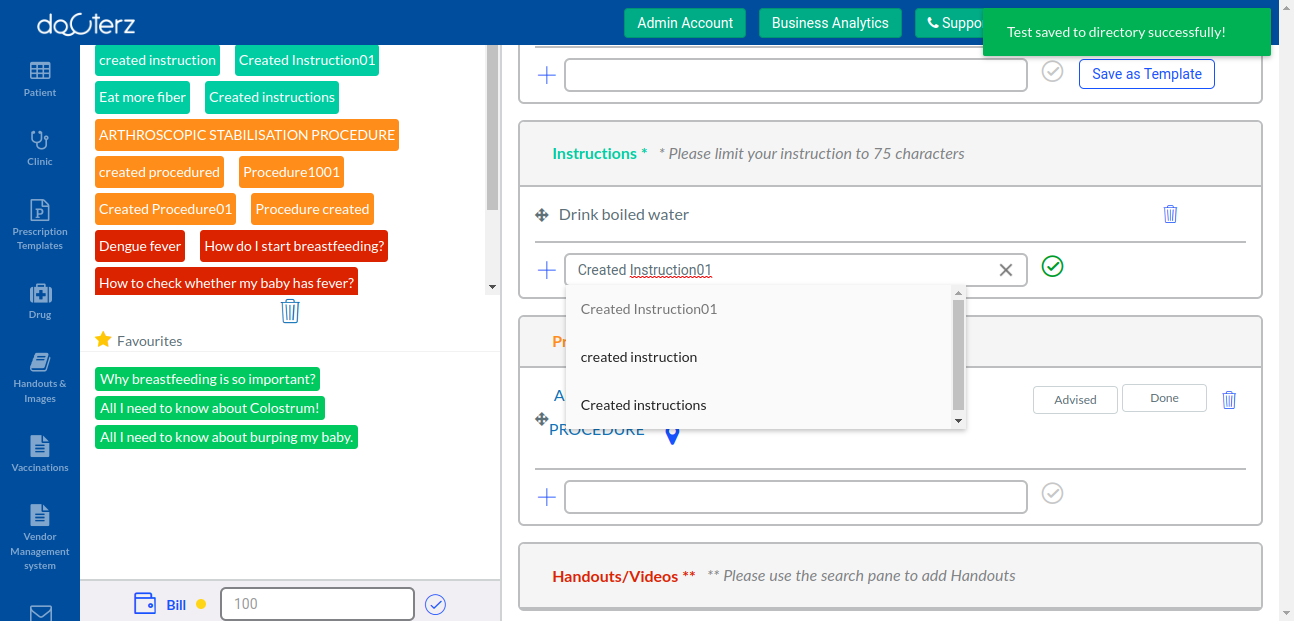 daOcterz
Admin Account
Business Analytics
Test saved to directory successfully!
Patient
Clinic
Prescription
Templates
Drug
Handouts &
Images
Vaccinations
Vendor
Management
system
created instruction
Created Instruction01
Eat more fiber
Created instructions
ARTHROSCOPIC STABILISATION PROCEDURE
created procedured
Procedure1001
Created Procedure01
Procedure created
Dengue fever
How do I start breastfeeding?
How to check whether my baby has fever?
Favourites
Why breastfeeding is so important?
All I need to know about Colostrum!
All I need to know about burping my baby.
Bill
100
Save as Template
Instructions * * Please limit your instruction to 75 characters
Drink boiled water
Created Instruction01
Created Instruction01
created instruction
Created instructions
PROCEDURE
Advised
Done
Handouts/Videos ** ** Please use the search pane to add Handouts